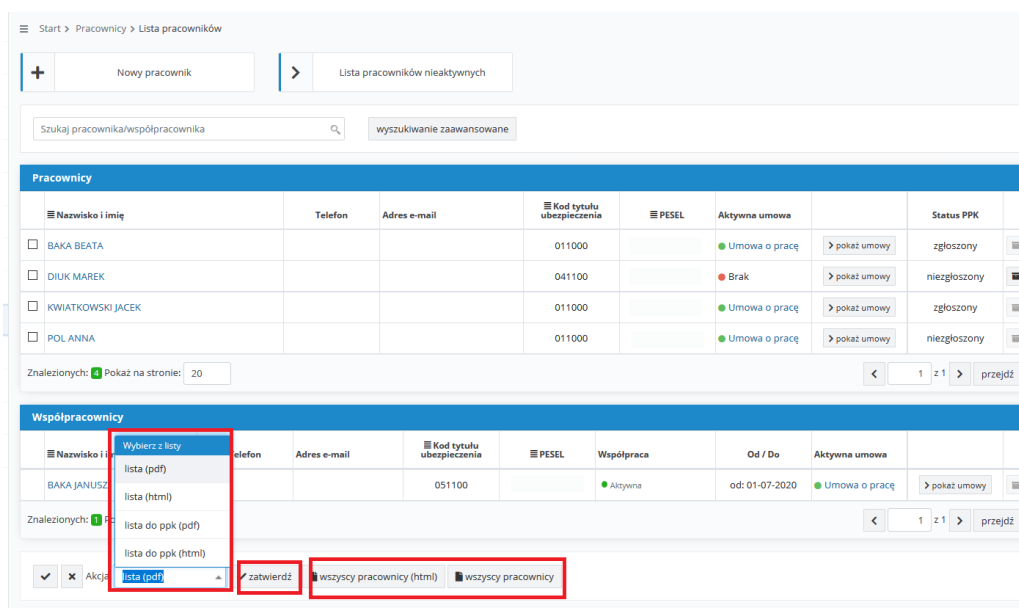 Start > Pracownicy > Lista pracowników
Nowy pracownik
Lista pracowników nieaktywnych
Szukaj pracownika/współpracownika
wyszukiwanie zaawansowane
Pracownicy
Nazwisko i imię Telefon Adres e-mail Kod tytułu ubezpieczenia PESEL Aktywna umowa Status PPK
BAKA BEATA 011000 Umowa o pracę > pokaż umowy zgłoszony
DIUK MAREK 041100 Brak > pokaż umowy niezgłoszony
KWIATKOWSKI JACEK 011000 Umowa o pracę > pokaż umowy zgłoszony
POL ANNA 011000 Umowa o pracę > pokaż umowy niezgłoszony
Znalezionych: 4 Pokaż na stronie: 20 < 1 z 1 > przejdź
Współpracownicy
Nazwisko i Adres e-mail Kod tytułu ubezpieczenia PESEL Współpraca Od / Do Aktywna umowa
BAKA JANUSZ 051100 Aktywna od: 01-07-2020 Umowa o pracę > pokaż umowy
Znalezionych: 1 < 1 z 1 > przejdź
Wybierz z listy
lista (pdf)
lista (html)
lista do ppk (pdf)
lista do ppk (html)
Akcja lista (pdf) zatwierdź wszyscy pracownicy (html) wszyscy pracownicy